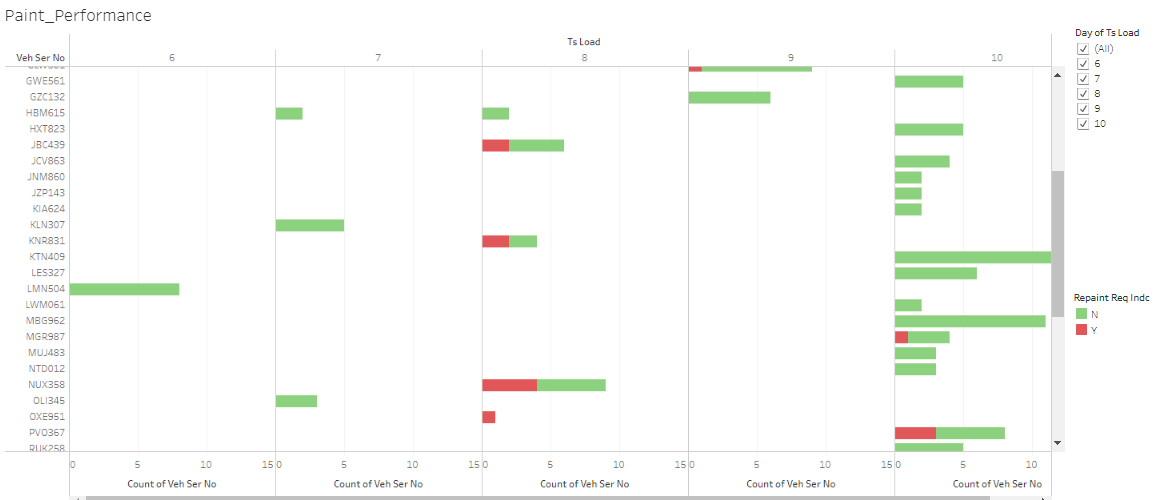 Paint_Performance
Ts Load
Veh Ser No 6 7 8 9 10
GWE561
GZC132
HBM615
HXT823
JBC439
JCV863
JNM860
JZP143
KIA624
KLN307
KNR831
KTN409
LES327
LMN504
LWM061
MBG962
MGR987
MUJ483
NTD012
NUX358
OLI345
OXE951
PVO367
RUK258
0 5 10 15 0 5 10 15 0 5 10 15 0 5 10 15 0 5 10
Count of Veh Ser No Count of Veh Ser No Count of Veh Ser No Count of Veh Ser No Count of Veh Ser No
Day of Ts Load
(All)
6
7
8
9
10
Repaint Req Indc
N
Y